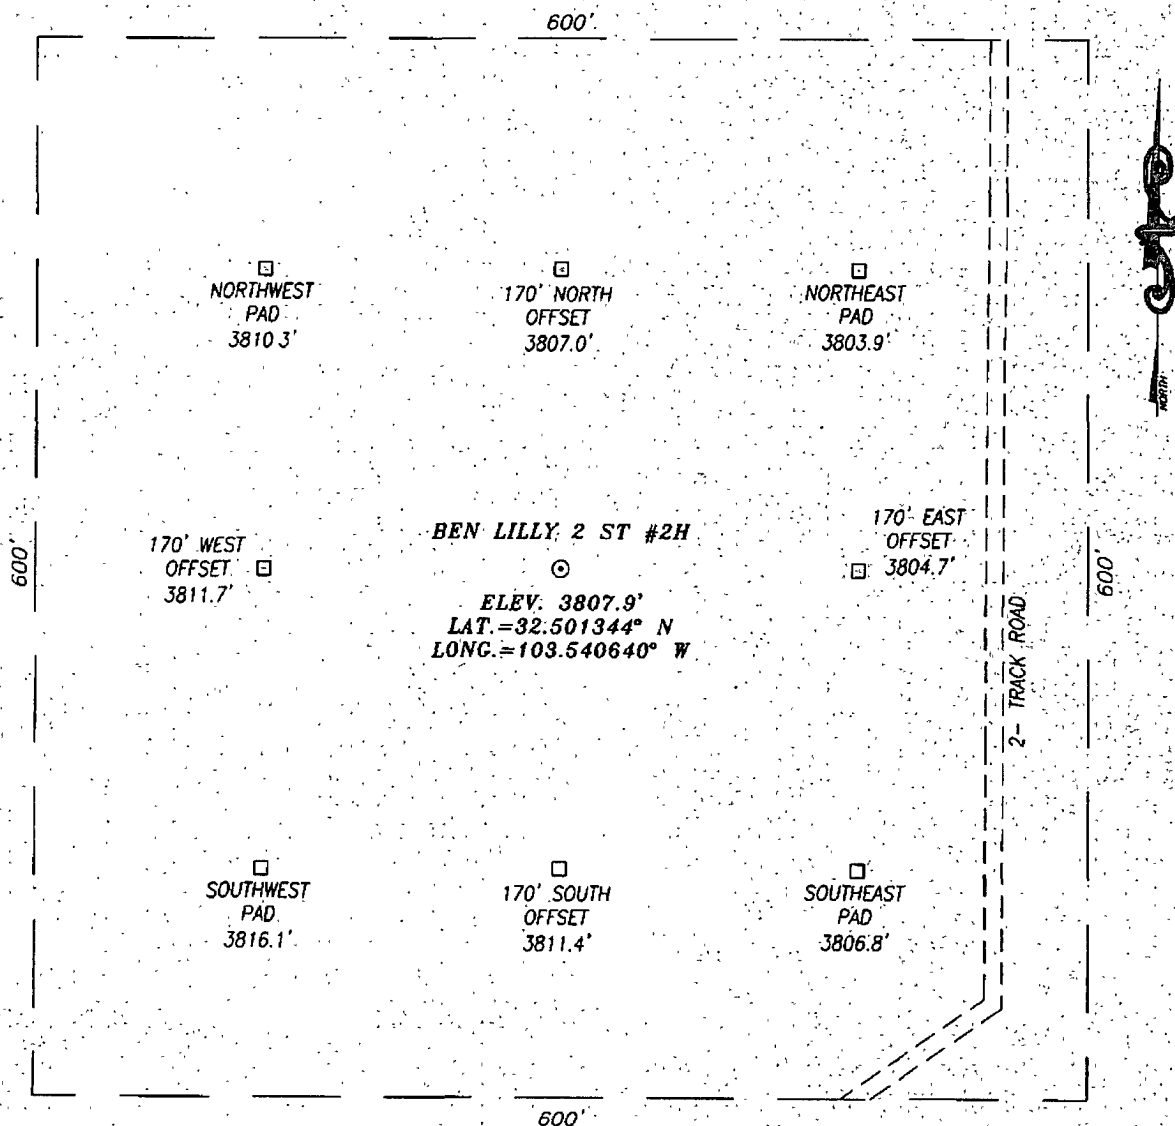 600'
NORTHWEST
PAD
3810.3'
170' NORTH
OFFSET
3807.0'
NORTHEAST
PAD
3803.9'
NORTH
600'
170' WEST
OFFSET
3811.7'
BEN LILLY 2 ST #2H
ELEV. 3807.9'
LAT.=32.501344° N
LONG.=103.540640° W
170' EAST
OFFSET
3804.7'
2- TRACK ROAD
600'
SOUTHWEST
PAD
3816.1'
170' SOUTH
OFFSET
3811.4'
SOUTHEAST
PAD
3806.8'
600'